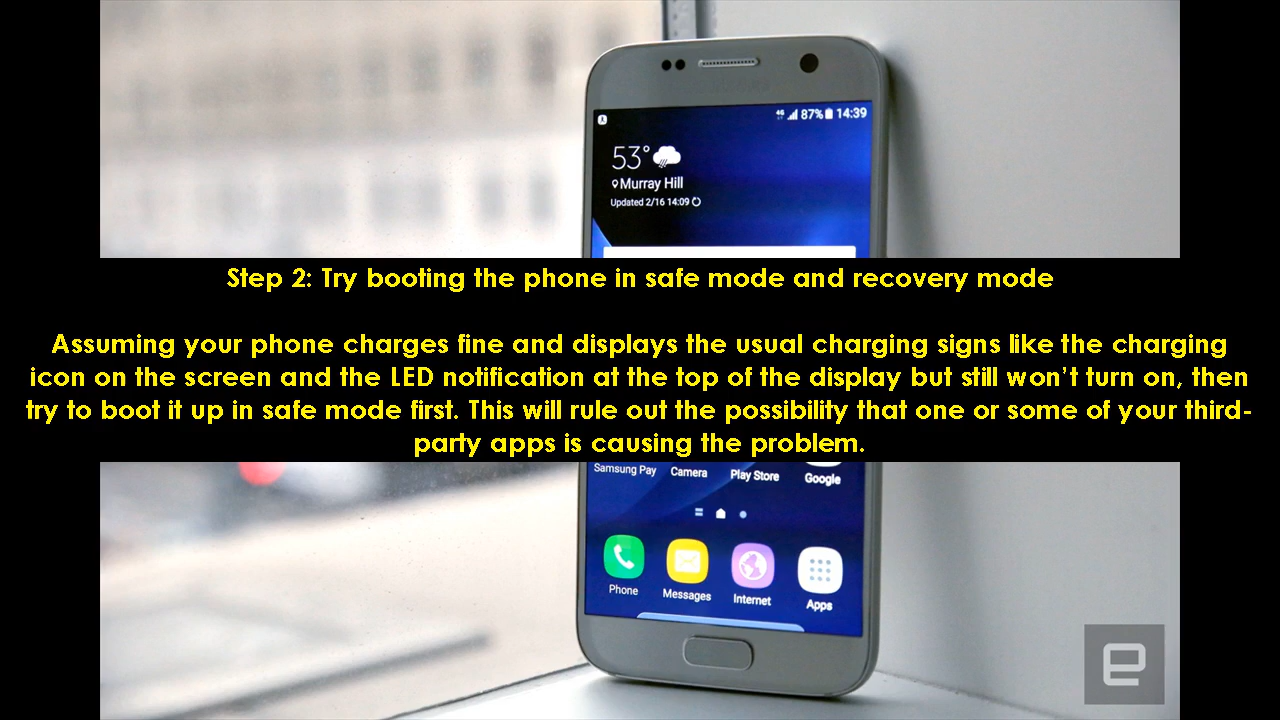 4G 87% 14:39
53°
Murray Hill
Updated 2/16 14:09
Step 2: Try booting the phone in safe mode and recovery mode
Assuming your phone charges fine and displays the usual charging signs like the charging
icon on the screen and the LED notification at the top of the display but still won’t turn on, then
try to boot it up in safe mode first. This will rule out the possibility that one or some of your third-
party apps is causing the problem.
Samsung Pay Camera Play Store Google
Phone Messages Internet Apps
e